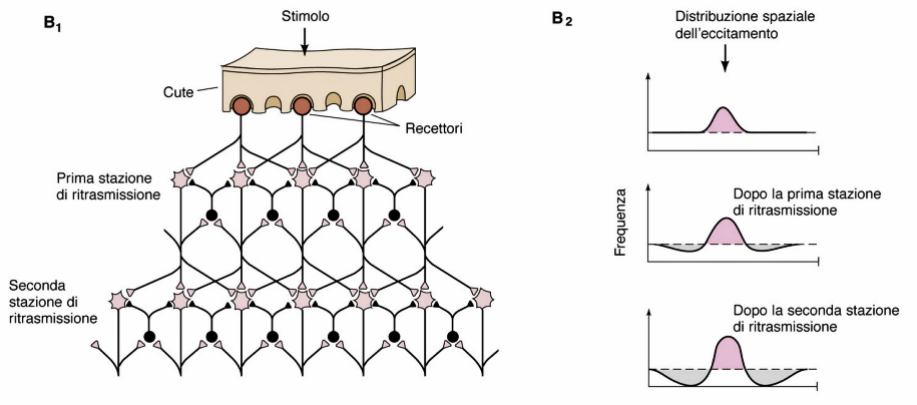 B1
Stimolo
Cute
Recettori
Prima stazione
di ritrasmissione
Seconda
stazione di
ritrasmissione
B2
Distribuzione spaziale
dell'eccitamento
Frequenza
Dopo la prima stazione
di ritrasmissione
Dopo la seconda stazione
di ritrasmissione